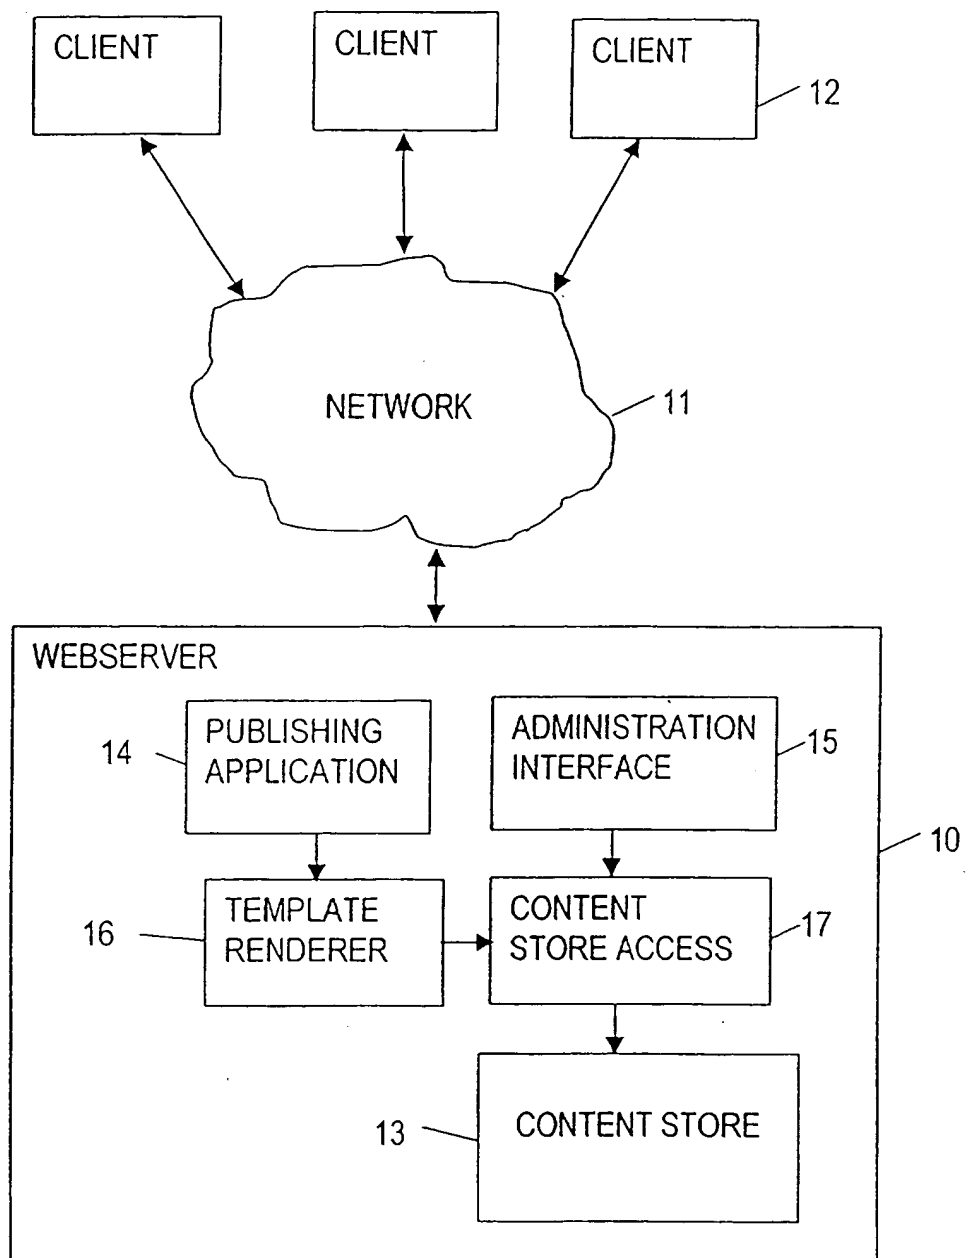 CLIENT
CLIENT
CLIENT
12
NETWORK
11
WEBSERVER
14
PUBLISHING
APPLICATION
ADMINISTRATION
INTERFACE
15
10
16
TEMPLATE
RENDERER
CONTENT
STORE ACCESS
17
13
CONTENT STORE